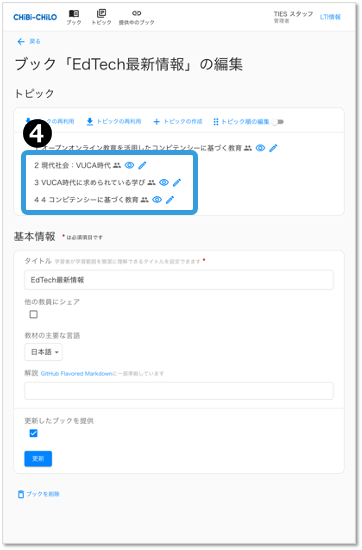 CHiBi-CHiLO ブック トピック 提供中のブック TIES スタッフ 管理者 LTI情報
戻る
ブック「EdTech最新情報」の編集
トピック
クの再利用 トピックの再利用 トピックの作成 トピック順の編集
4
オープンオンライン教育を活用したコンピテンシーに基づく教育
2 現代社会：VUCA時代
3 VUCA時代に求められている学び
4 4 コンピテンシーに基づく教育
基本情報 * は必須項目です
タイトル 学習者が学習範囲を簡潔に理解できるタイトルを設定できます *
EdTech最新情報
他の教員にシェア
教材の主要な言語
日本語
解説 GitHub Flavored Markdownに一部準拠しています
更新したブックを提供
更新
ブックを削除